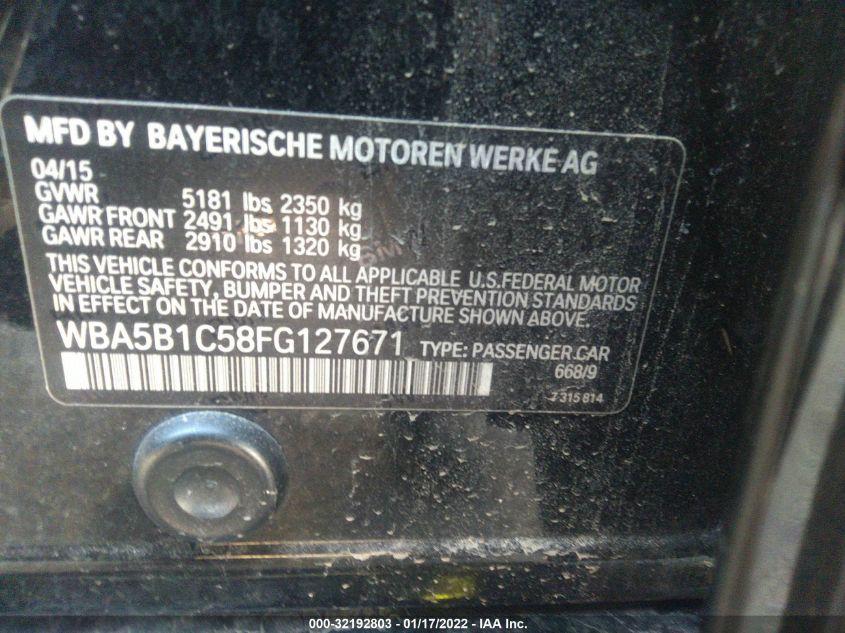 MFD BY BAYERISCHE MOTOREN WERKE AG
04/15
GVWR 5181 lbs 2350 kg
GAWR FRONT 2491 lbs 1130 kg
GAWR REAR 2910 lbs 1320 kg
THIS VEHICLE CONFORMS TO ALL APPLICABLE U.S.FEDERAL MOTOR
VEHICLE SAFETY, BUMPER AND THEFT PREVENTION STANDARDS
IN EFFECT ON THE DATE OF MANUFACTURE SHOWN ABOVE.
WBA5B1C58FG127671 TYPE: PASSENGER CAR
668/9
7 315 814
000-32192803 - 01/17/2022 - IAA Inc.